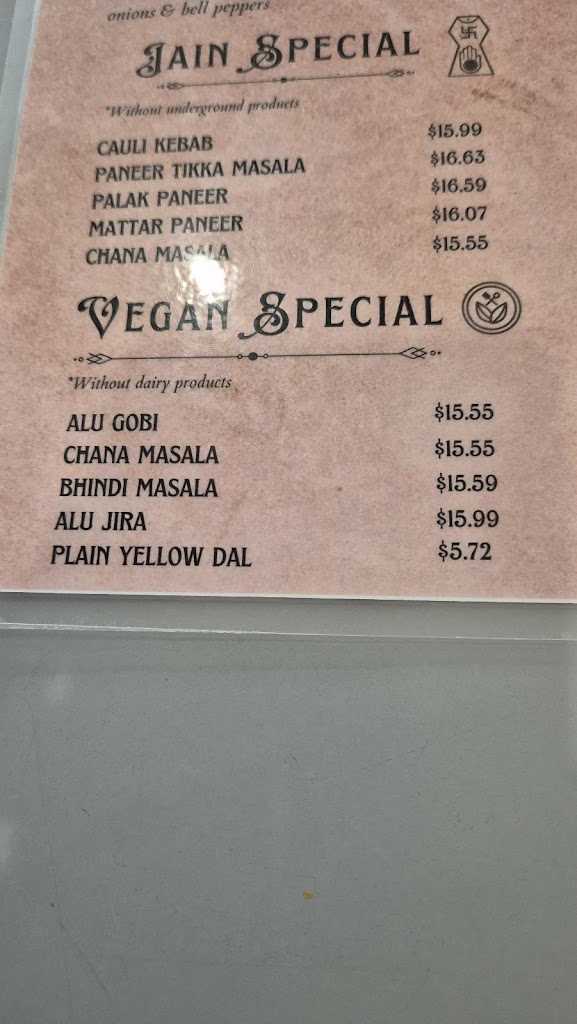 onions & bell peppers
JAIN SPECIAL
*Without underground products
CAULI KEBAB $15.99
PANEER TIKKA MASALA $16.63
PALAK PANEER $16.59
MATTAR PANEER $16.07
CHANA MASALA $15.55
VEGAN SPECIAL
*Without dairy products
ALU GOBI $15.55
CHANA MASALA $15.55
BHINDI MASALA $15.59
ALU JIRA $15.99
PLAIN YELLOW DAL $5.72